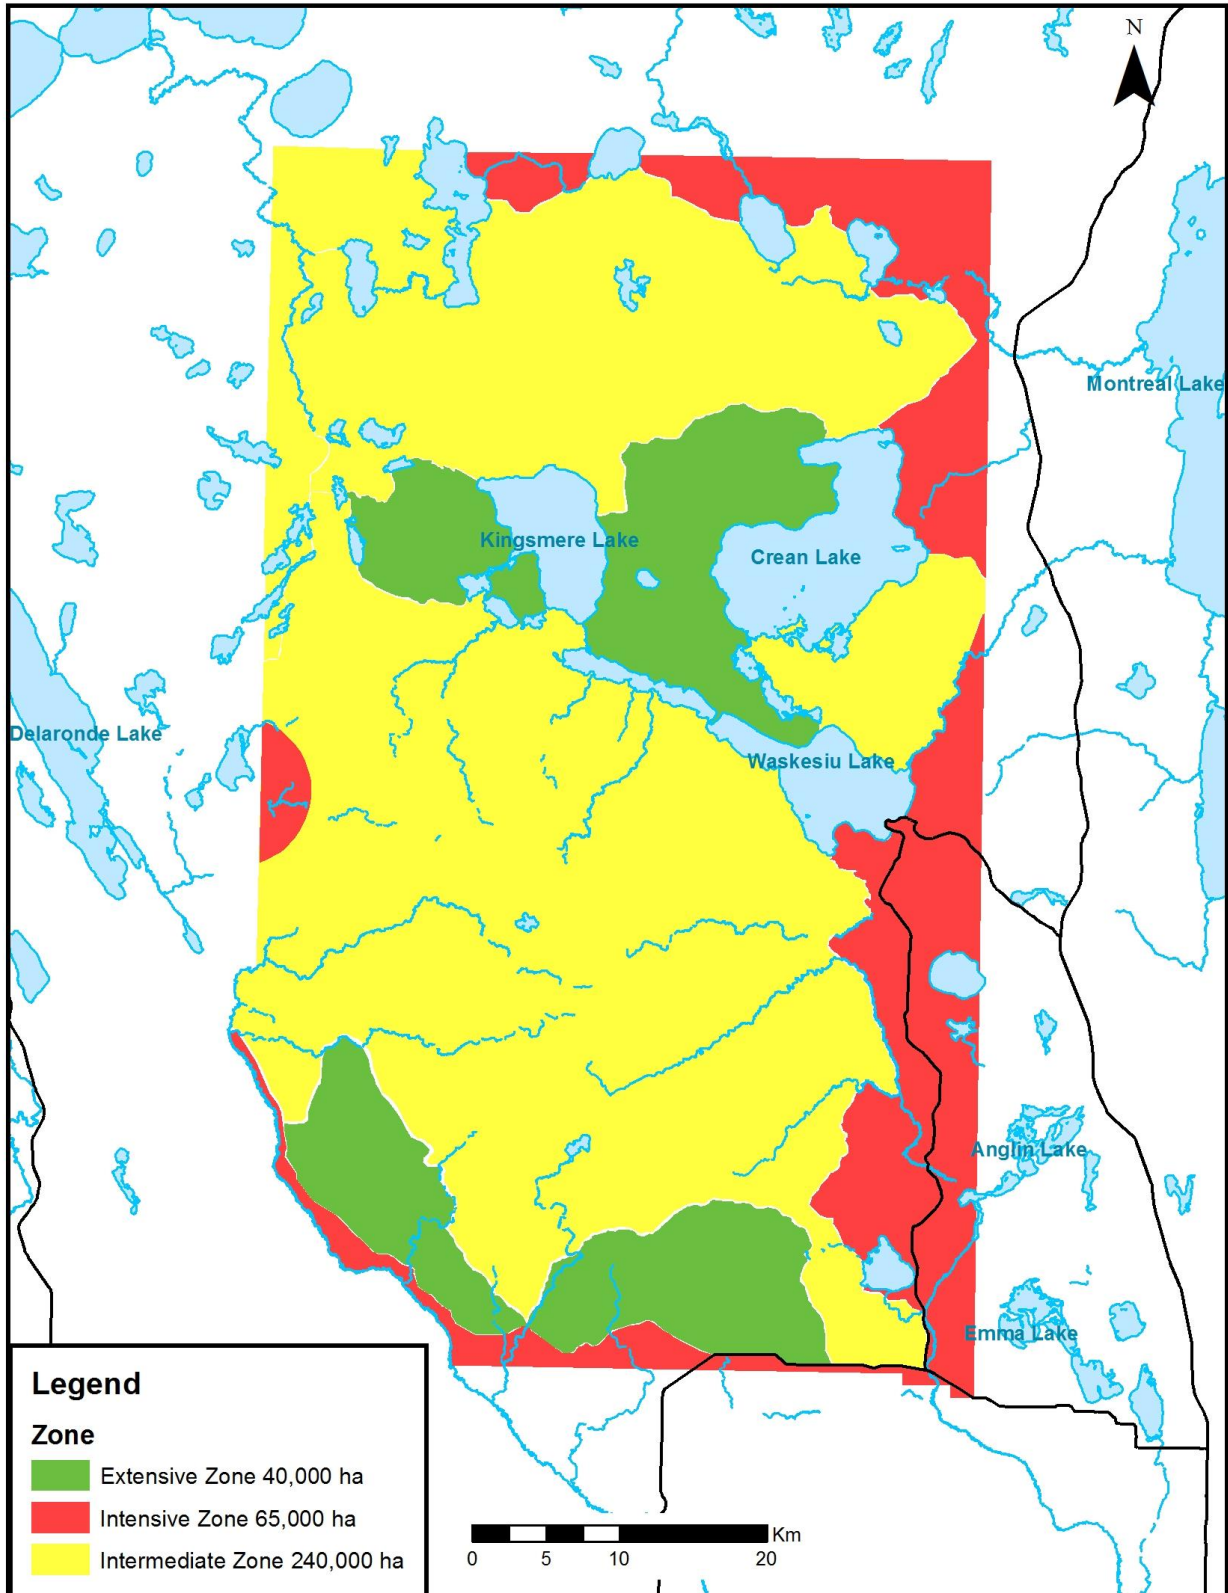 N
Montreal Lake
Kingsmere Lake
Crean Lake
Delaronde Lake
Waskesiu Lake
Anglin Lake
Emma Lake
Legend
Zone
Extensive Zone 40,000 ha
Intensive Zone 65,000 ha
Intermediate Zone 240,000 ha
Km
0 5 10 20